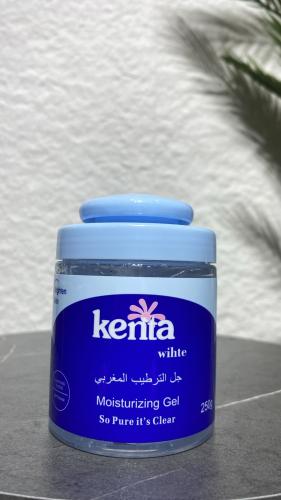 kenta
wihte
جل الترطيب المغربي
Moisturizing Gel
250g
So Pure it's Clear